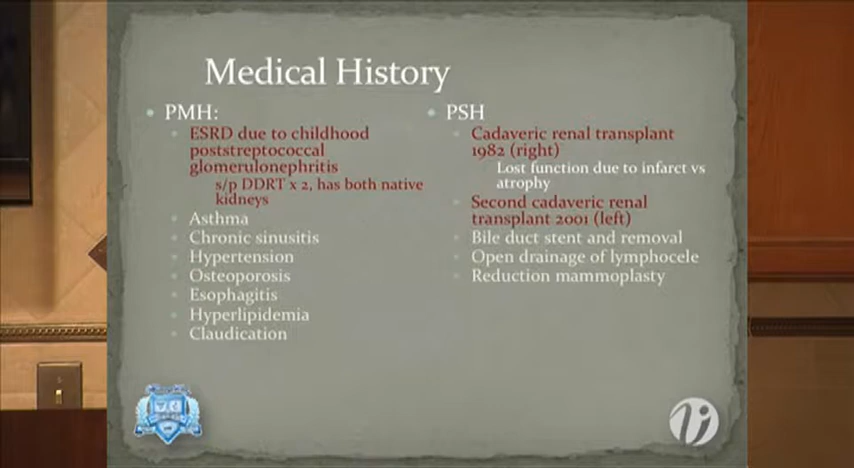 Medical History
PMH:
ESRD due to childhood
poststreptococcal
glomerulonephritis
s/p DDRT x 2, has both native
kidneys
Asthma
Chronic sinusitis
Hypertension
Osteoporosis
Esophagitis
Hyperlipidemia
Claudication
PSH
Cadaveric renal transplant
1982 (right)
Lost function due to infarct vs
atrophy
Second cadaveric renal
transplant 2001 (left)
Bile duct stent and removal
Open drainage of lymphocele
Reduction mammoplasty